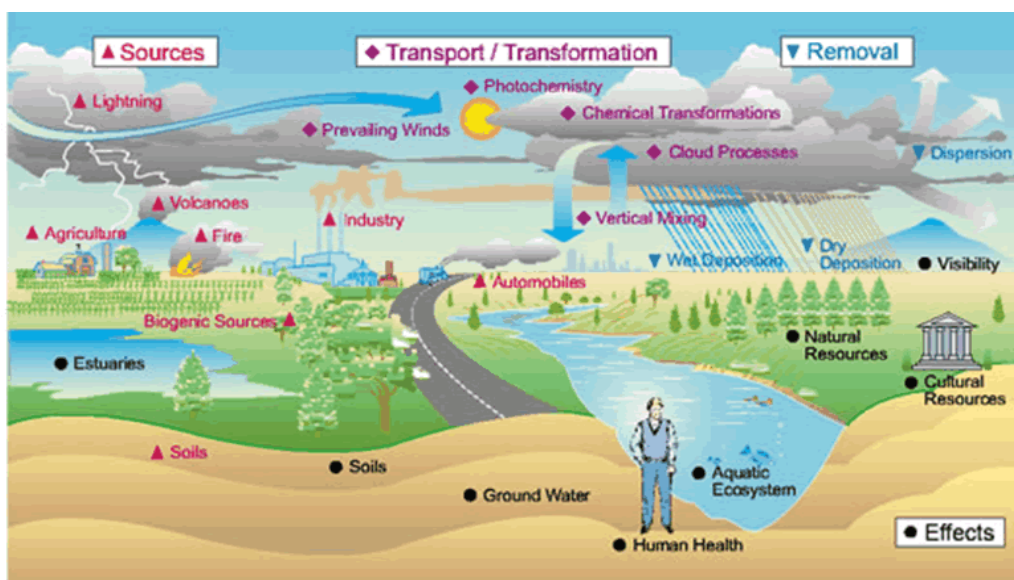 Sources
Transport / Transformation
Removal
Photochemistry
Lightning
Chemical Transformations
Prevailing Winds
Cloud Processes
Dispersion
Volcanoes
Industry
Vertical Mixing
Agriculture
Fire
Wet Deposition
Dry
Deposition
Visibility
Automobiles
Biogenic Sources
Natural
Resources
Estuaries
Cultural
Resources
Soils
Soils
Aquatic
Ecosystem
Ground Water
Effects
Human Health